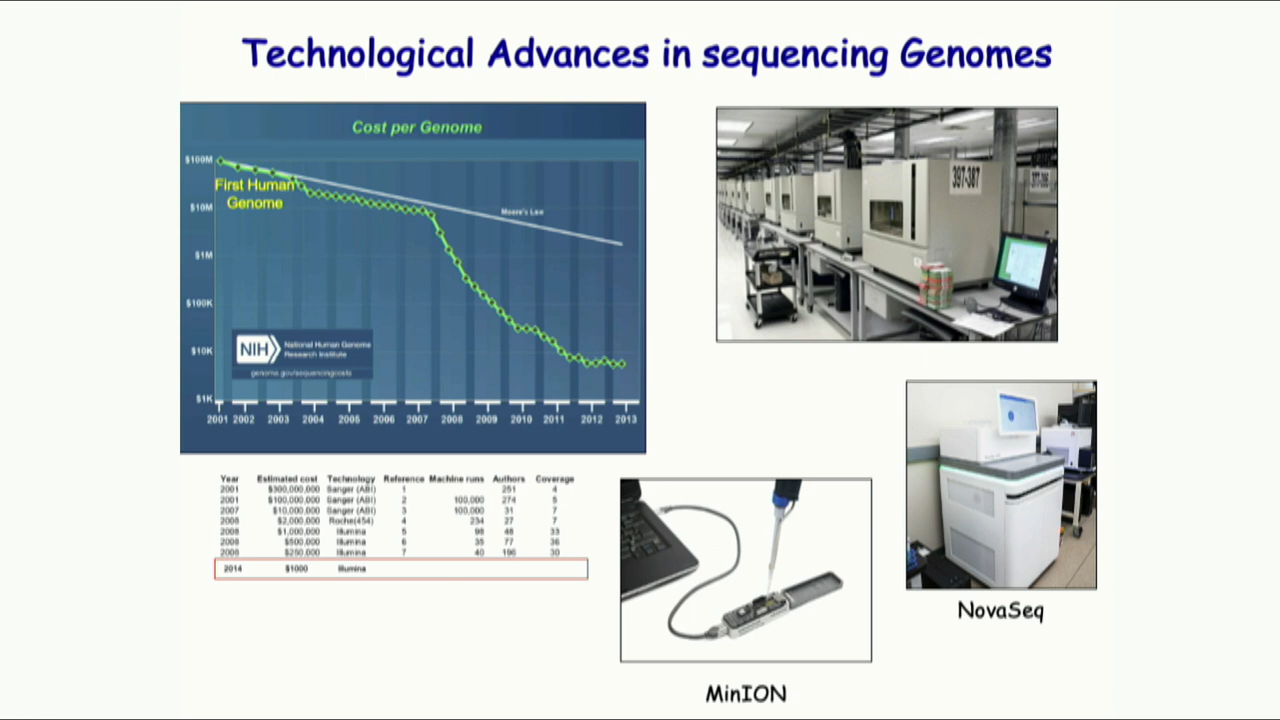 Technological Advances in sequencing Genomes
Cost per Genome
$100M
First Human
Genome
$10M
Moore's Law
$1M
$100K
NIH
National Human Genome
Research Institute
genome.gov/sequencingcosts
$10K
$1K
2001 2002 2003 2004 2005 2006 2007 2008 2009 2010 2011 2012 2013
397-387
Year Estimated cost Technology Reference Machine runs Authors Coverage
2001 $300,000,000 Sanger (ABI) 1 251 4
2001 $100,000,000 Sanger (ABI) 2 100,000 274 5
2007 $10,000,000 Sanger (ABI) 3 100,000 31 7
2008 $2,000,000 Roche(454) 4 234 27 7
2008 $1,000,000 Illumina 5 98 48 33
2008 $500,000 Illumina 6 35 77 36
2008 $250,000 Illumina 7 40 196 30
2014 $1000 Illumina
NovaSeq
MinION